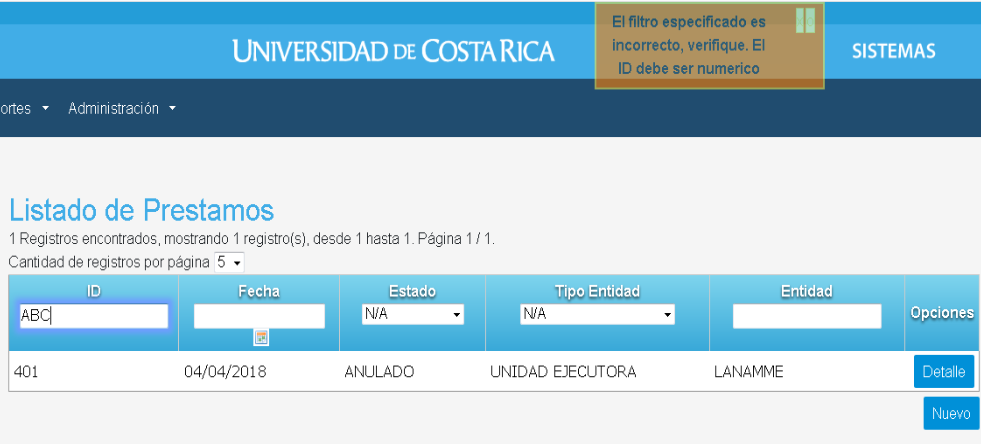 El filtro especificado es
incorrecto, verifique. El
ID debe ser numerico
UNIVERSIDAD DE COSTA RICA
SISTEMAS
ortes Administración
Listado de Prestamos
1 Registros encontrados, mostrando 1 registro(s), desde 1 hasta 1. Página 1 / 1.
Cantidad de registros por página 5
ID Fecha Estado Tipo Entidad Entidad Opciones
ABC N/A N/A
401 04/04/2018 ANULADO UNIDAD EJECUTORA LANAMME Detalle
Nuevo